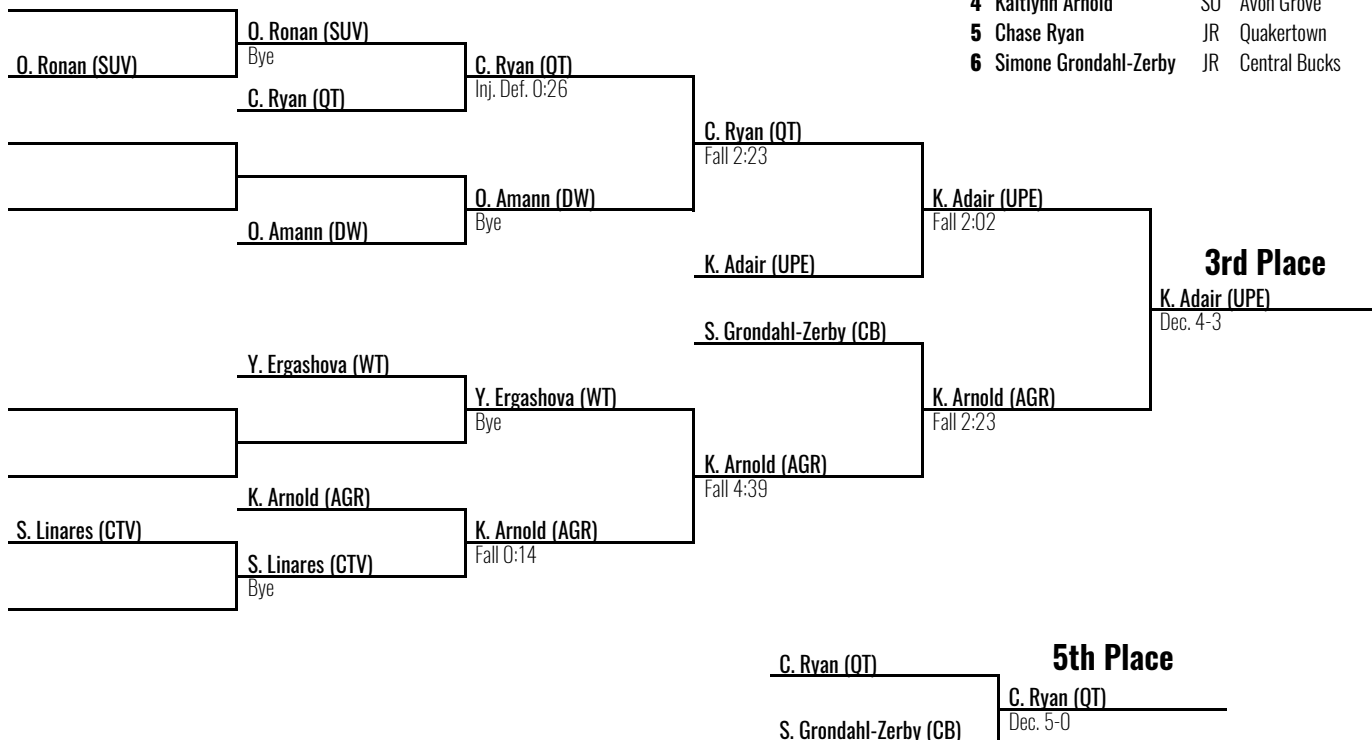 4 Kaitlynn Arnold SO Avon Grove
O. Ronan (SUV)
5 Chase Ryan JR Quakertown
Bye
O. Ronan (SUV)
C. Ryan (QT)
6 Simone Grondahl-Zerby JR Central Bucks
Inj. Def. 0:26
C. Ryan (QT)
C. Ryan (QT)
Fall 2:23
O. Amann (DW)
K. Adair (UPE)
Bye
Fall 2:02
O. Amann (DW)
K. Adair (UPE)
3rd Place
K. Adair (UPE)
Dec. 4-3
S. Grondahl-Zerby (CB)
Y. Ergashova (WT)
Y. Ergashova (WT)
K. Arnold (AGR)
Bye
Fall 2:23
K. Arnold (AGR)
Fall 4:39
K. Arnold (AGR)
S. Linares (CTV)
K. Arnold (AGR)
Fall 0:14
S. Linares (CTV)
Bye
5th Place
C. Ryan (QT)
C. Ryan (QT)
Dec. 5-0
S. Grondahl-Zerby (CB)